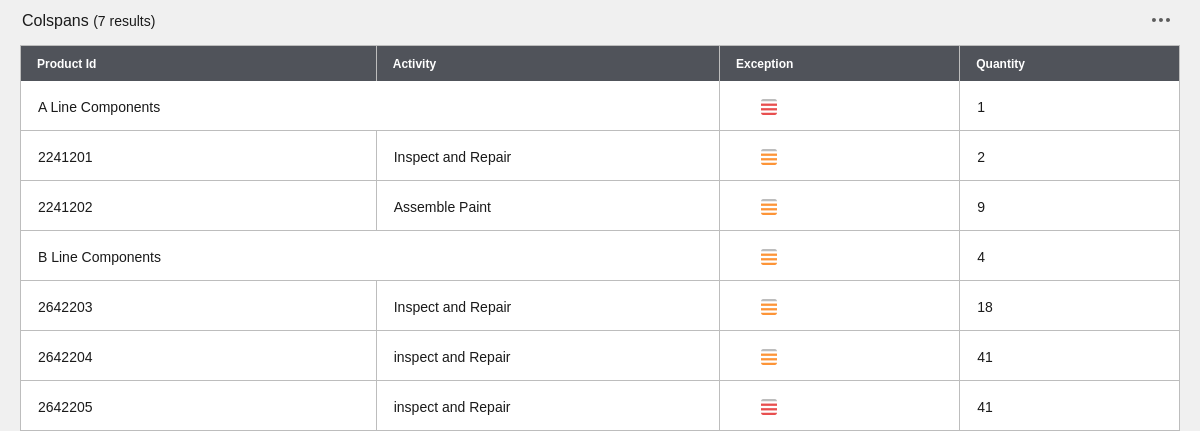 Colspans (7 results)
Product Id Activity Exception Quantity
A Line Components 1
2241201 Inspect and Repair 2
2241202 Assemble Paint 9
B Line Components 4
2642203 Inspect and Repair 18
2642204 inspect and Repair 41
2642205 inspect and Repair 41